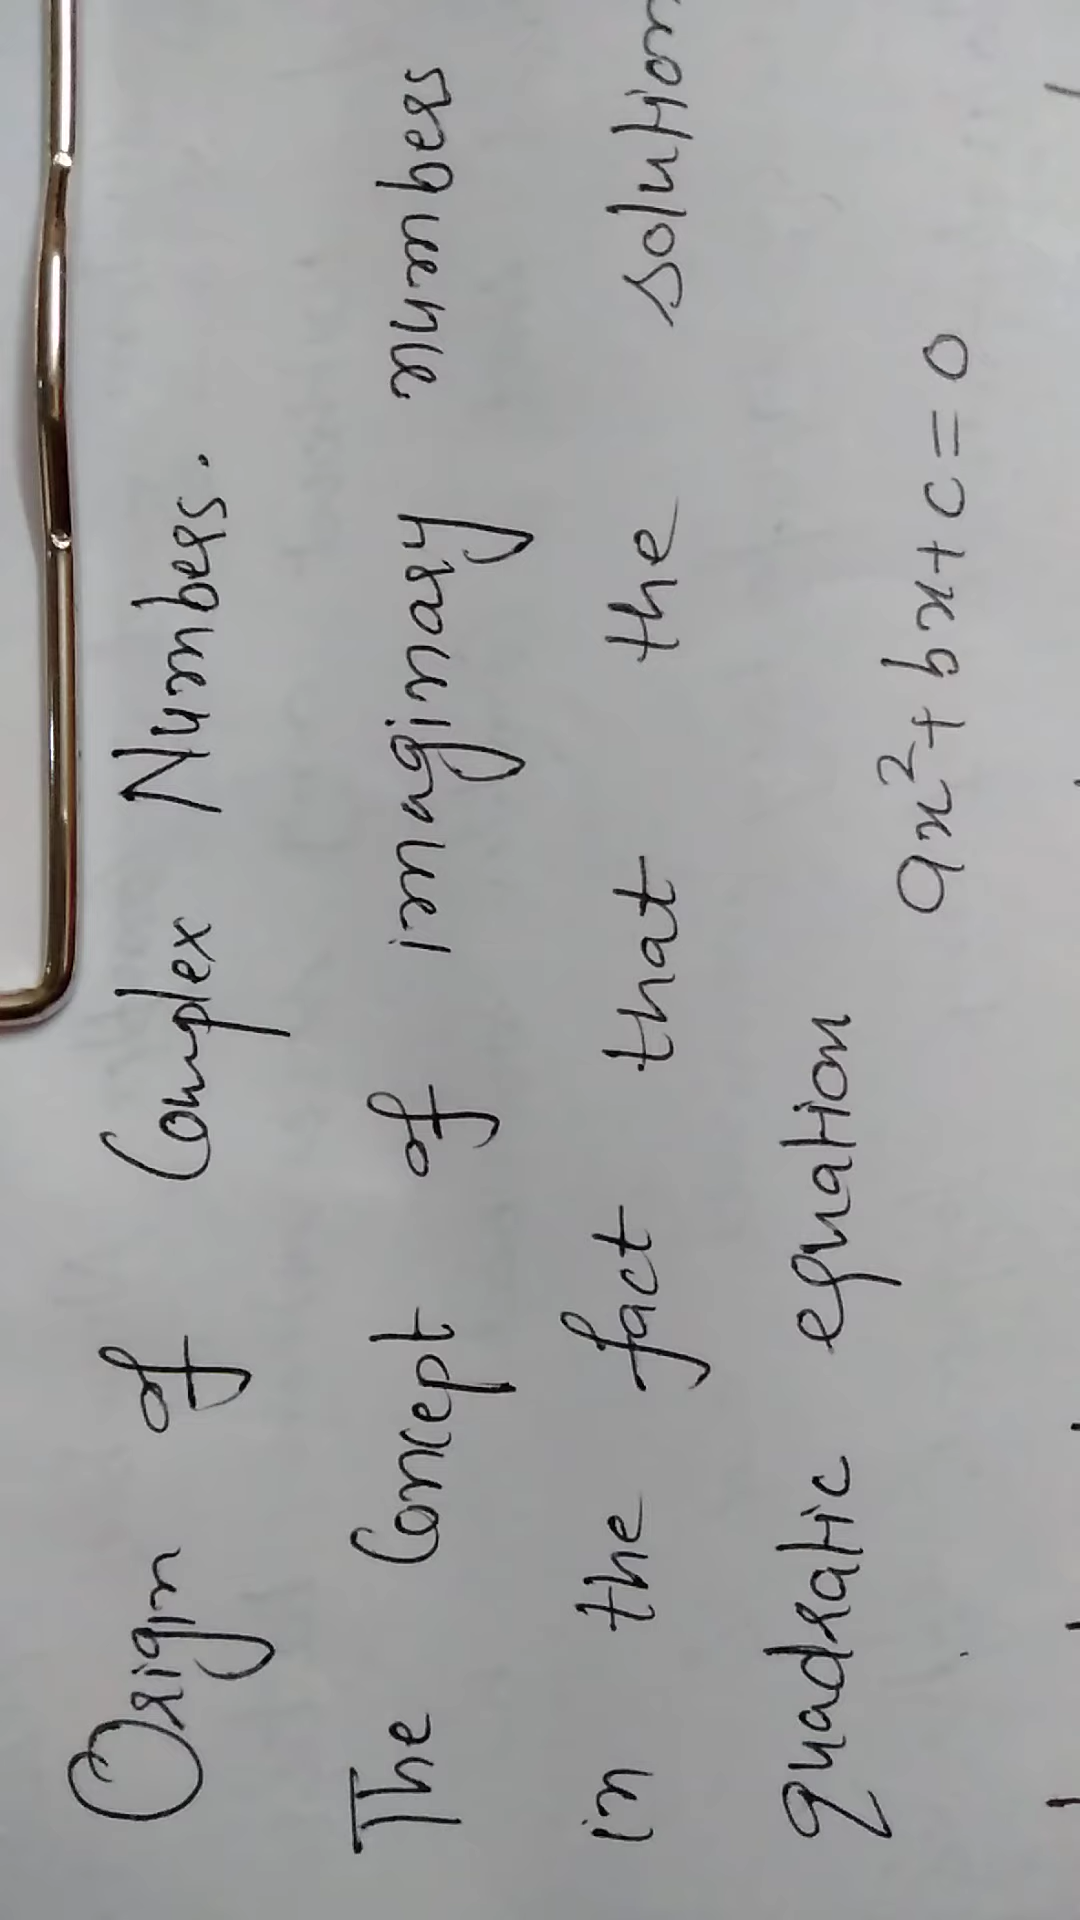 Origin of Complex Numbers.
The Concept of imaginary numbers
in the fact that the solution
quadratic equation
ax²+bx+c=0